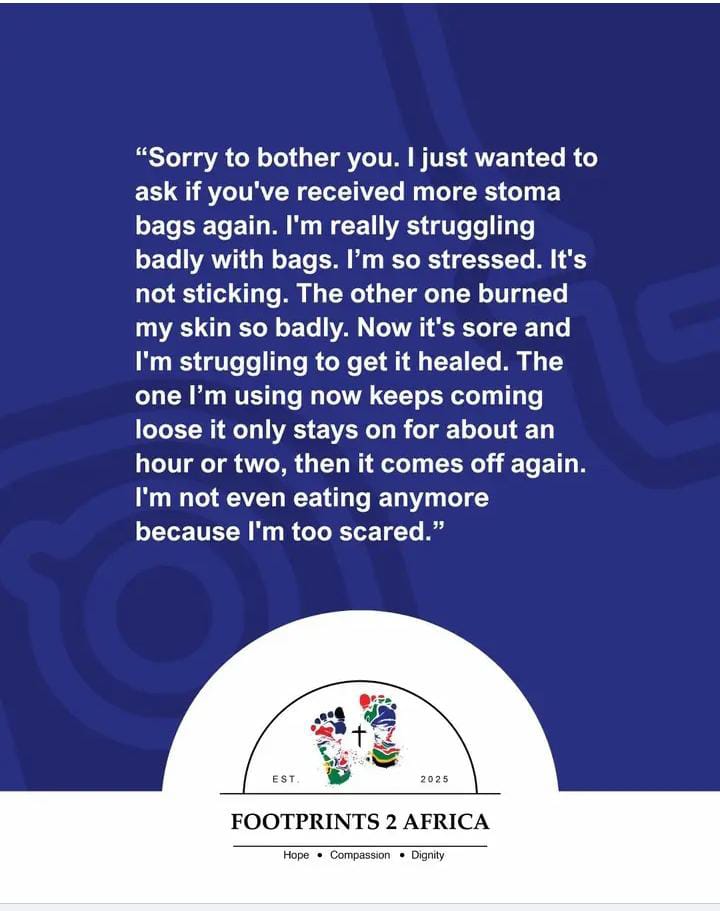 “Sorry to bother you. I just wanted to
ask if you've received more stoma
bags again. I'm really struggling
badly with bags. I’m so stressed. It's
not sticking. The other one burned
my skin so badly. Now it's sore and
I'm struggling to get it healed. The
one I’m using now keeps coming
loose it only stays on for about an
hour or two, then it comes off again.
I'm not even eating anymore
because I'm too scared.”
EST. 2025
FOOTPRINTS 2 AFRICA
Hope • Compassion • Dignity